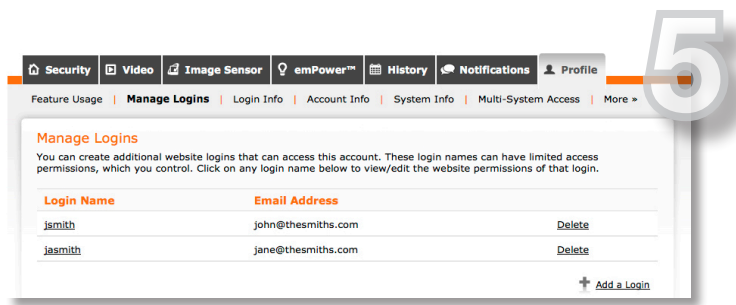 5
Security Video Image Sensor emPower™ History Notifications Profile
Feature Usage | Manage Logins | Login Info | Account Info | System Info | Multi-System Access | More »
Manage Logins
You can create additional website logins that can access this account. These login names can have limited access
permissions, which you control. Click on any login name below to view/edit the website permissions of that login.
Login Name Email Address
jsmith john@thesmiths.com Delete
jasmith jane@thesmiths.com Delete
Add a Login